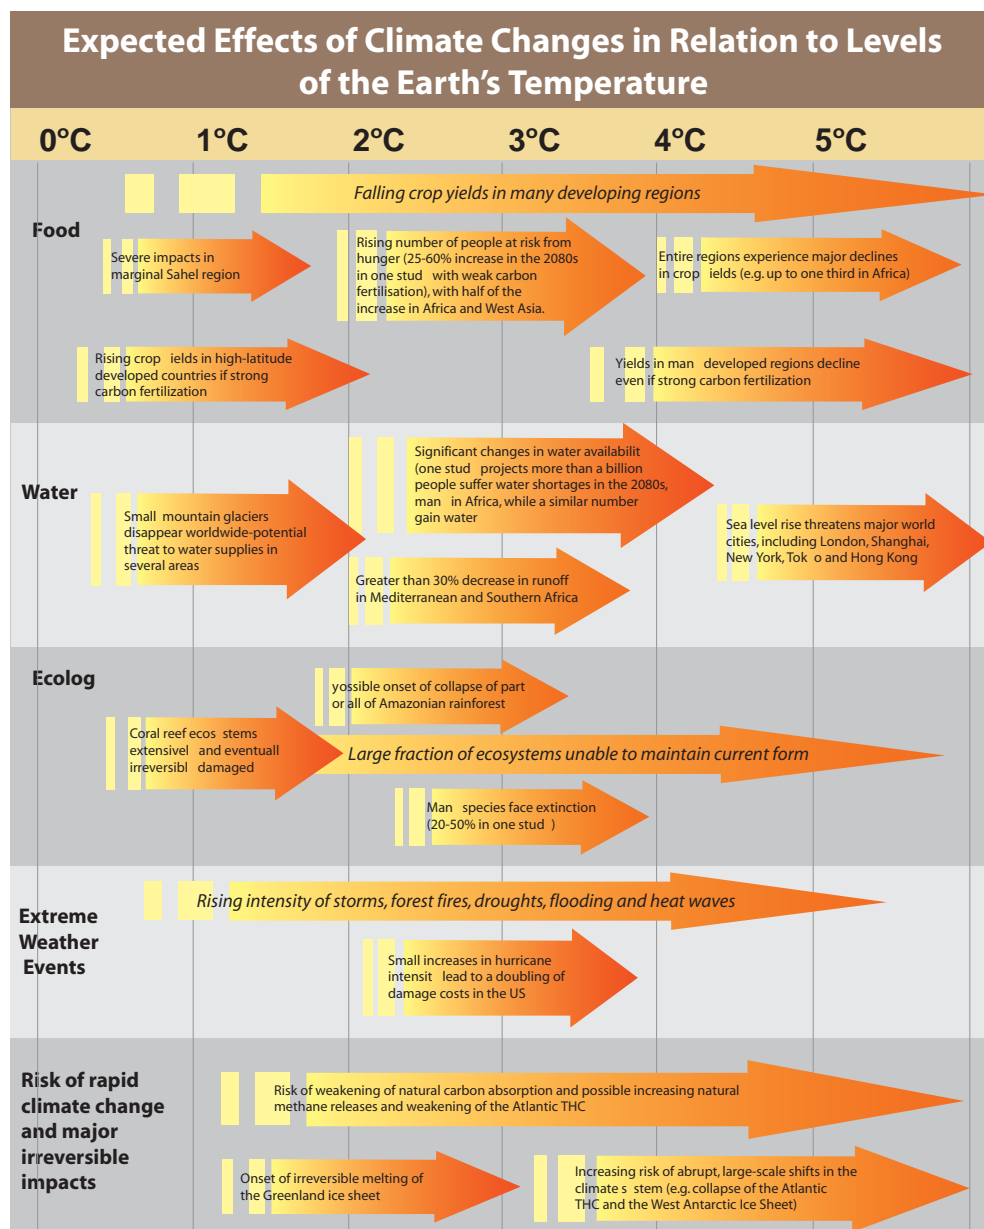 Expected Effects of Climate Changes in Relation to Levels
of the Earth's Temperature
0°C 1°C 2°C 3°C 4°C 5°C
Food
Falling crop yields in many developing regions
Severe impacts in
marginal Sahel region
Rising number of people at risk from
hunger (25-60% increase in the 2080s
in one stud with weak carbon
fertilisation), with half of the
increase in Africa and West Asia.
Entire regions experience major declines
in crop ields (e.g. up to one third in Africa)
Rising crop ields in high-latitude
developed countries if strong
carbon fertilization
Yields in man developed regions decline
even if strong carbon fertilization
Water
Small mountain glaciers
disappear worldwide-potential
threat to water supplies in
several areas
Significant changes in water availabilit
(one stud projects more than a billion
people suffer water shortages in the 2080s,
man in Africa, while a similar number
gain water
Greater than 30% decrease in runoff
in Mediterranean and Southern Africa
Sea level rise threatens major world
cities, including London, Shanghai,
New York, Tok o and Hong Kong
Ecolog
yossible onset of collapse of part
or all of Amazonian rainforest
Coral reef ecos stems
extensivel and eventuall
irreversibl damaged
Large fraction of ecosystems unable to maintain current form
Man species face extinction
(20-50% in one stud )
Extreme
Weather
Events
Rising intensity of storms, forest fires, droughts, flooding and heat waves
Small increases in hurricane
intensit lead to a doubling of
damage costs in the US
Risk of rapid
climate change
and major
irreversible
impacts
Risk of weakening of natural carbon absorption and possible increasing natural
methane releases and weakening of the Atlantic THC
Onset of irreversible melting of
the Greenland ice sheet
Increasing risk of abrupt, large-scale shifts in the
climate s stem (e.g. collapse of the Atlantic
THC and the West Antarctic Ice Sheet)